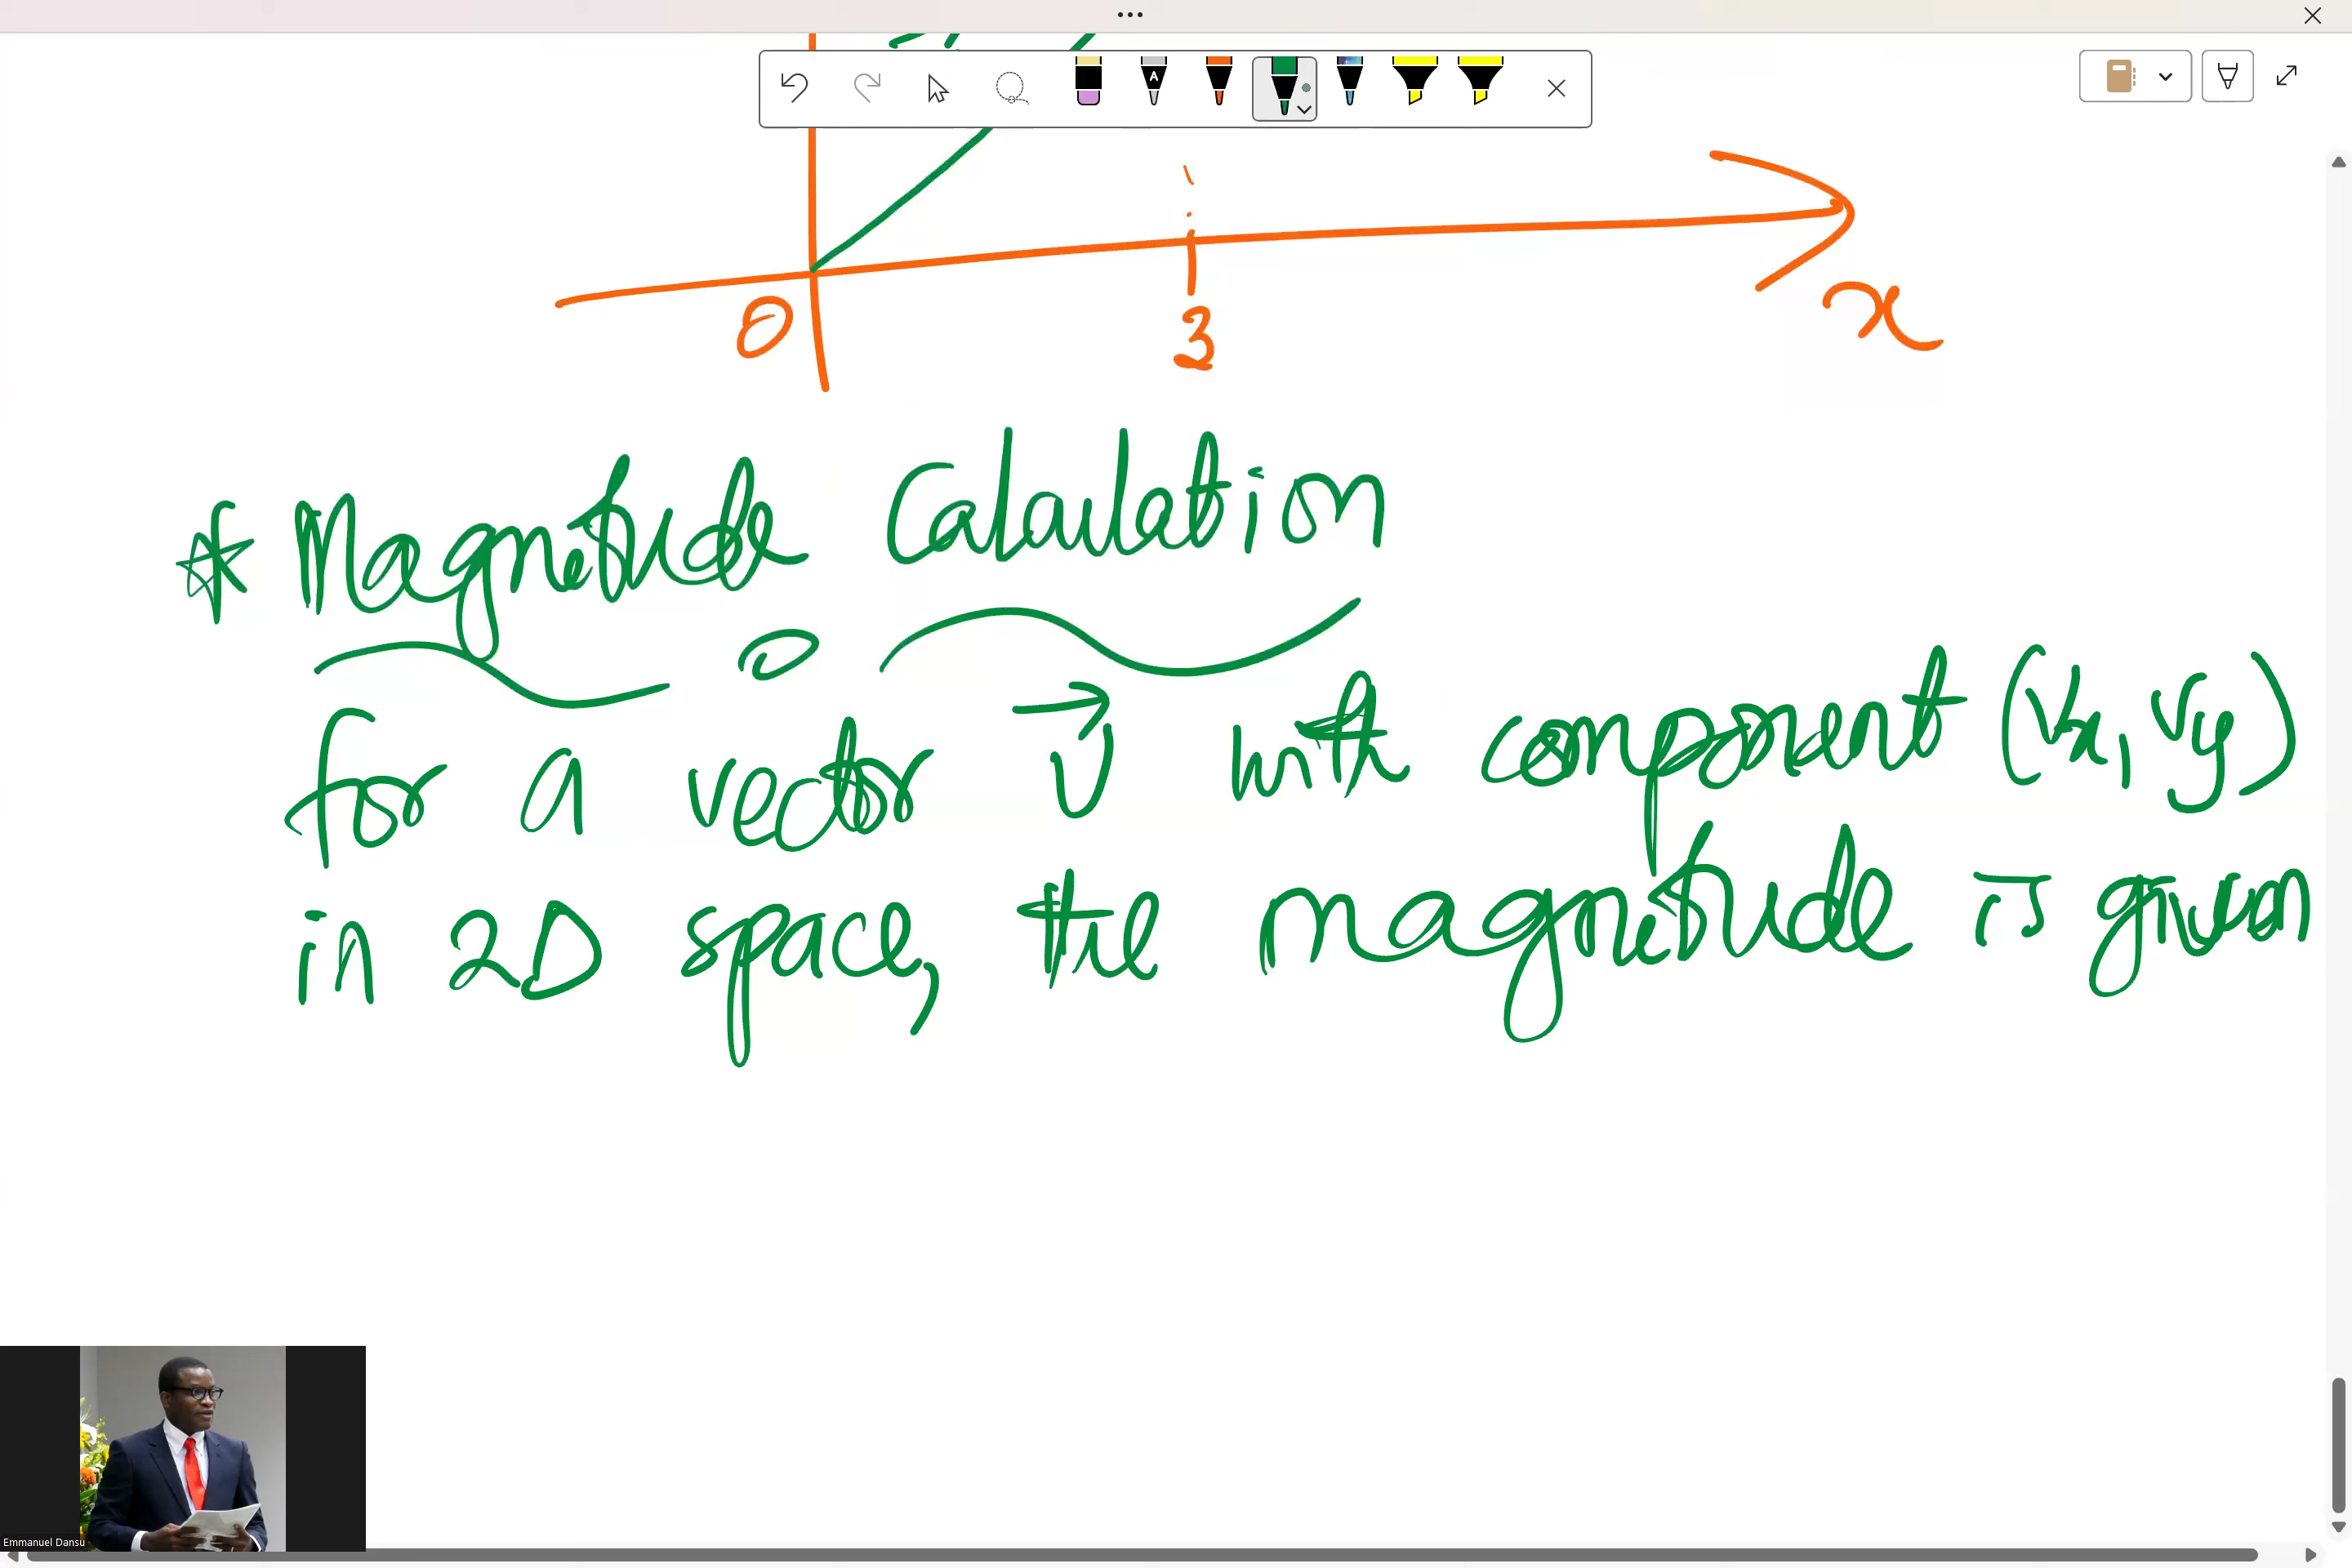 A
0
3
x
* Magnitude Calculation
for a vector v⃗ with component (vx, vy)
in 2D space, the magnitude is given
Emmanuel Dansu